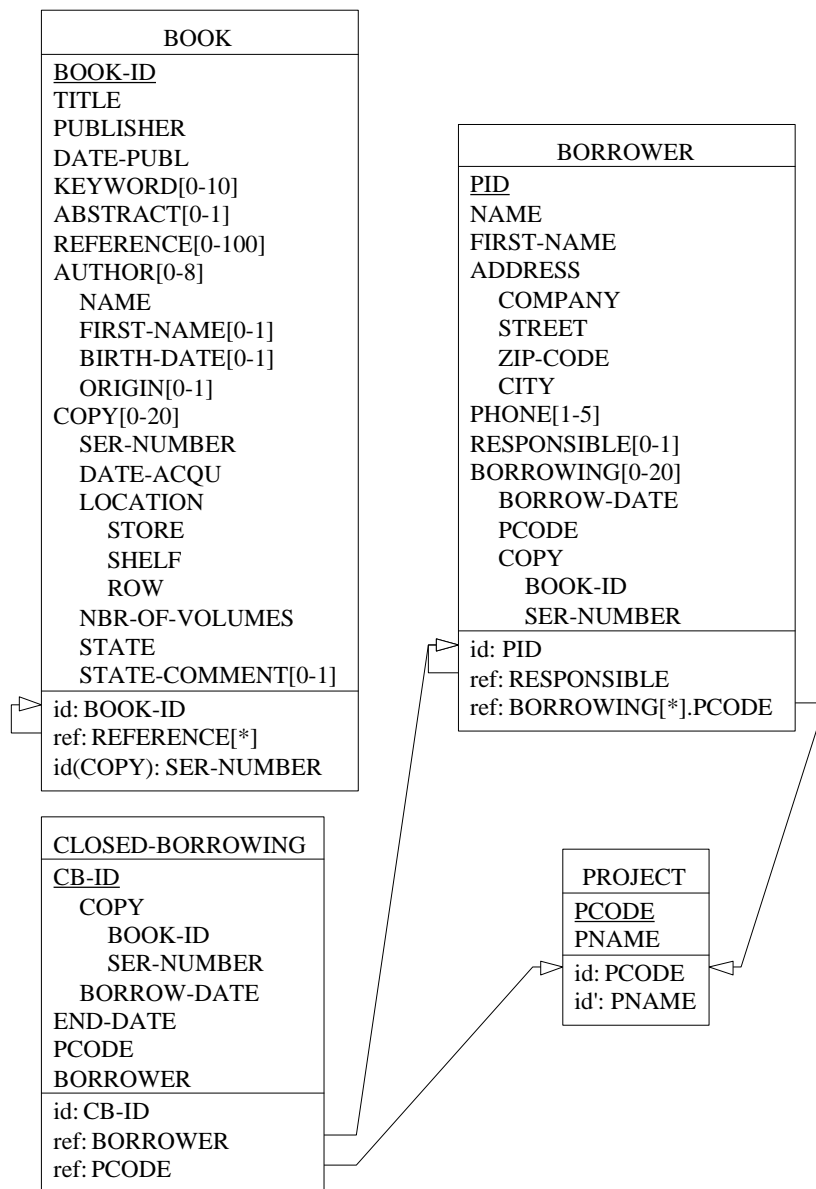 BOOK
BOOK-ID
TITLE
PUBLISHER
DATE-PUBL
KEYWORD[0-10]
ABSTRACT[0-1]
REFERENCE[0-100]
AUTHOR[0-8]
NAME
FIRST-NAME[0-1]
BIRTH-DATE[0-1]
ORIGIN[0-1]
COPY[0-20]
SER-NUMBER
DATE-ACQU
LOCATION
STORE
SHELF
ROW
NBR-OF-VOLUMES
STATE
STATE-COMMENT[0-1]
id: BOOK-ID
ref: REFERENCE[*]
id(COPY): SER-NUMBER
BORROWER
PID
NAME
FIRST-NAME
ADDRESS
COMPANY
STREET
ZIP-CODE
CITY
PHONE[1-5]
RESPONSIBLE[0-1]
BORROWING[0-20]
BORROW-DATE
PCODE
COPY
BOOK-ID
SER-NUMBER
id: PID
ref: RESPONSIBLE
ref: BORROWING[*].PCODE
CLOSED-BORROWING
CB-ID
COPY
BOOK-ID
SER-NUMBER
BORROW-DATE
END-DATE
PCODE
BORROWER
id: CB-ID
ref: BORROWER
ref: PCODE
PROJECT
PCODE
PNAME
id: PCODE
id': PNAME